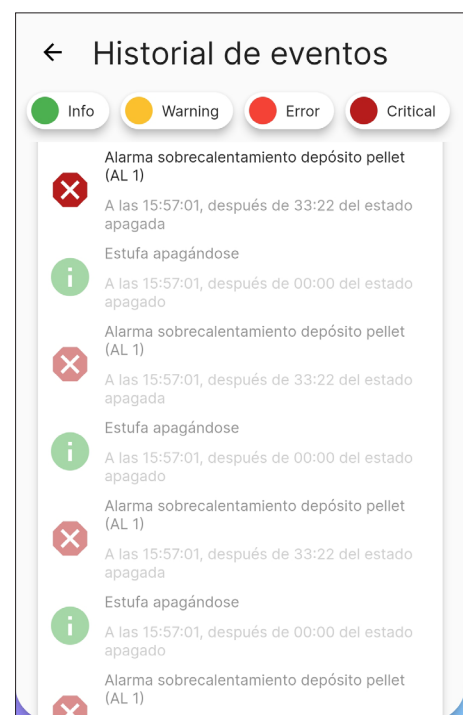 Historial de eventos
Info
Warning
Error
Critical
Alarma sobrecalentamiento depósito pellet
(AL 1)
A las 15:57:01, después de 33:22 del estado
apagada
Estufa apagándose
A las 15:57:01, después de 00:00 del estado
apagado
Alarma sobrecalentamiento depósito pellet
(AL 1)
A las 15:57:01, después de 33:22 del estado
apagada
Estufa apagándose
A las 15:57:01, después de 00:00 del estado
apagado
Alarma sobrecalentamiento depósito pellet
(AL 1)
A las 15:57:01, después de 33:22 del estado
apagada
Estufa apagándose
A las 15:57:01, después de 00:00 del estado
apagado
Alarma sobrecalentamiento depósito pellet
(AL 1)